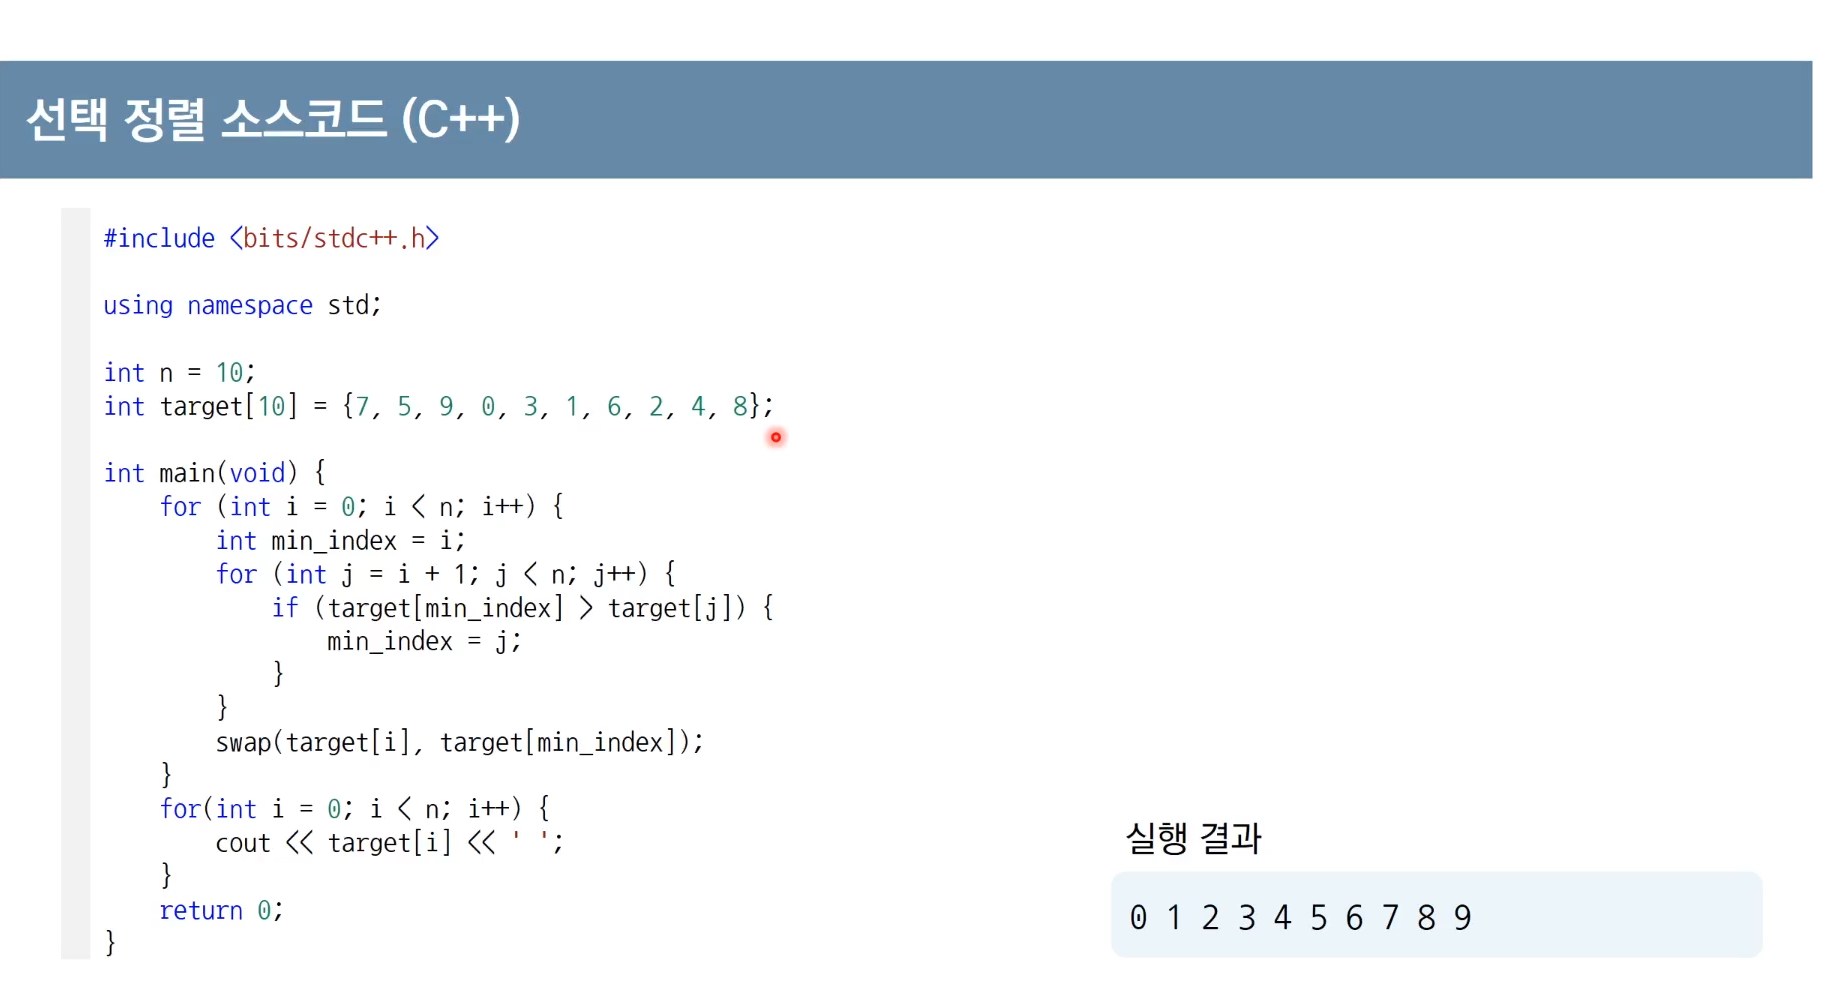 선택 정렬 소스코드 (C++)
#include <bits/stdc++.h>
using namespace std;
int n = 10;
int target[10] = {7, 5, 9, 0, 3, 1, 6, 2, 4, 8};
int main(void) {
    for (int i = 0; i < n; i++) {
        int min_index = i;
        for (int j = i + 1; j < n; j++) {
            if (target[min_index] > target[j]) {
                min_index = j;
            }
        }
        swap(target[i], target[min_index]);
    }
    for(int i = 0; i < n; i++) {
        cout << target[i] << ' ';
    }
    return 0;
}
실행 결과
0 1 2 3 4 5 6 7 8 9